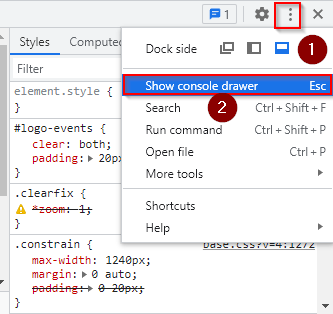 1
Styles
Computed
Filter
element.style {
}
#logo-events {
clear: both;
padding: 20px
}
.clearfix {
*zoom: 1;
}
.constrain {
base.css?v=4:1272
max-width: 1240px;
margin: 0 auto;
padding: 0 20px;
}
Dock side
1
Show console drawer Esc
2
Search Ctrl + Shift + F
Run command Ctrl + Shift + P
Open file Ctrl + P
More tools
Shortcuts
Help